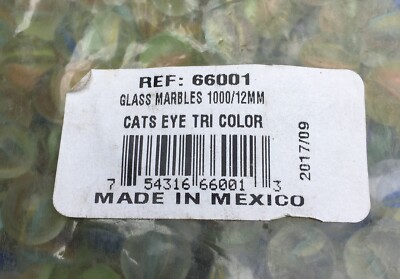 REF: 66001
GLASS MARBLES 1000/12MM
CATS EYE TRI COLOR
7 54316 66001 3
MADE IN MEXICO
2017/09